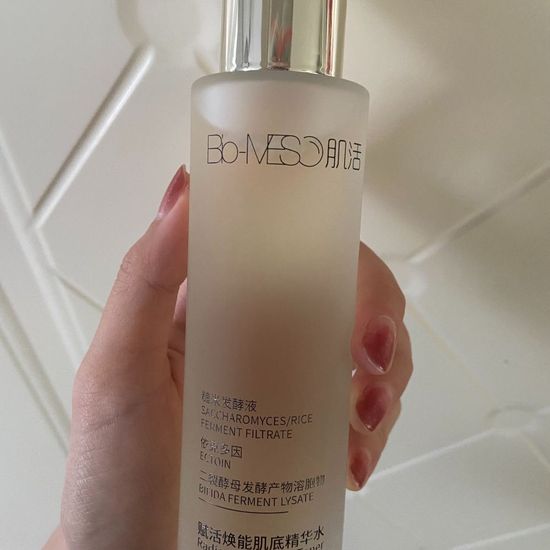 Bio-MESO肌活
糙米发酵液
SACCHAROMYCES/RICE
FERMENT FILTRATE
依克多因
ECTOIN
二裂酵母发酵产物溶胞物
BIFIDA FERMENT LYSATE
赋活焕能肌底精华水